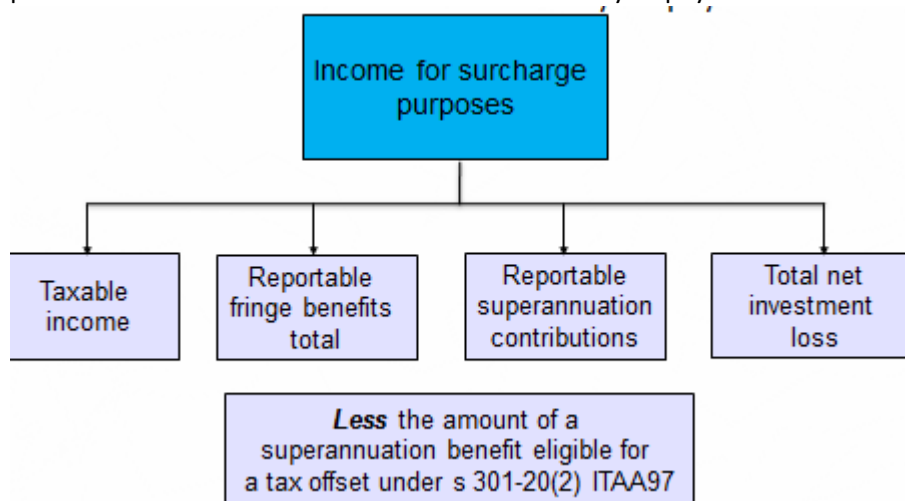 Income for surcharge
purposes
Taxable
income
Reportable
fringe benefits
total
Reportable
superannuation
contributions
Total net
investment
loss
Less the amount of a
superannuation benefit eligible for
a tax offset under s 301-20(2) ITAA97